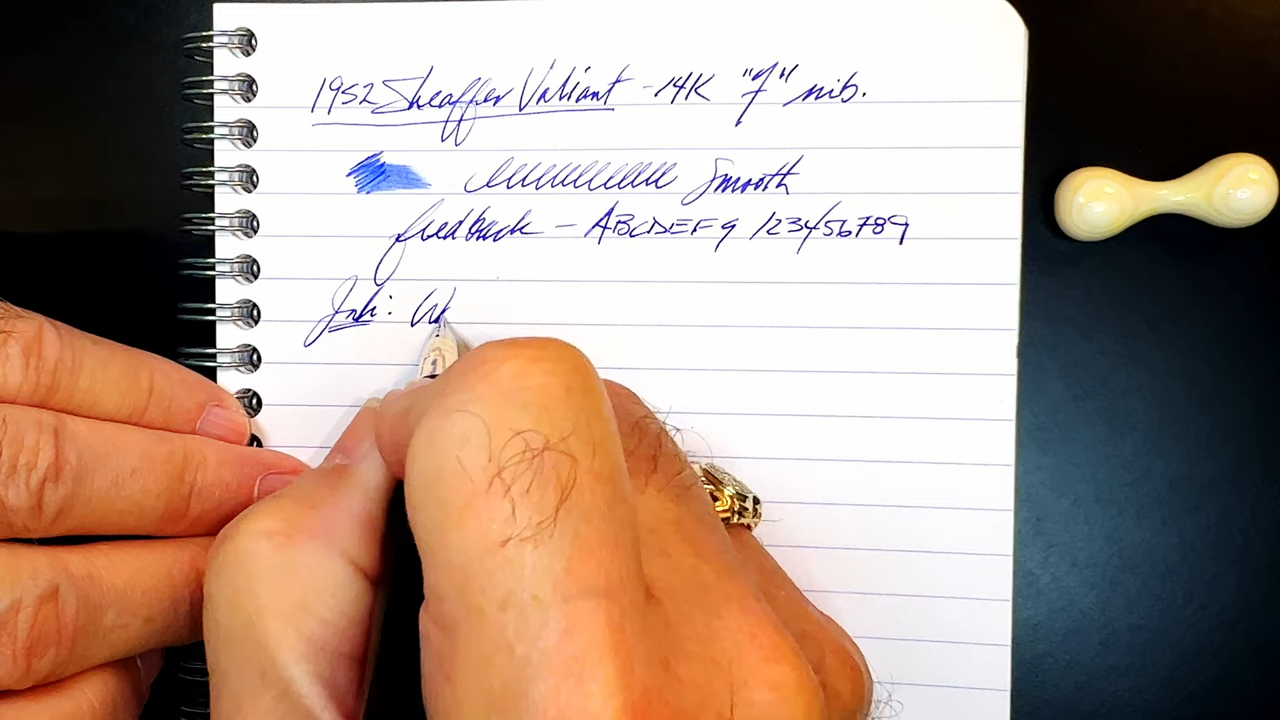 1952 Sheaffer Valiant - 14K "F" nib.
Smooth
feedback - ABCDEFG 123456789
Ink: W